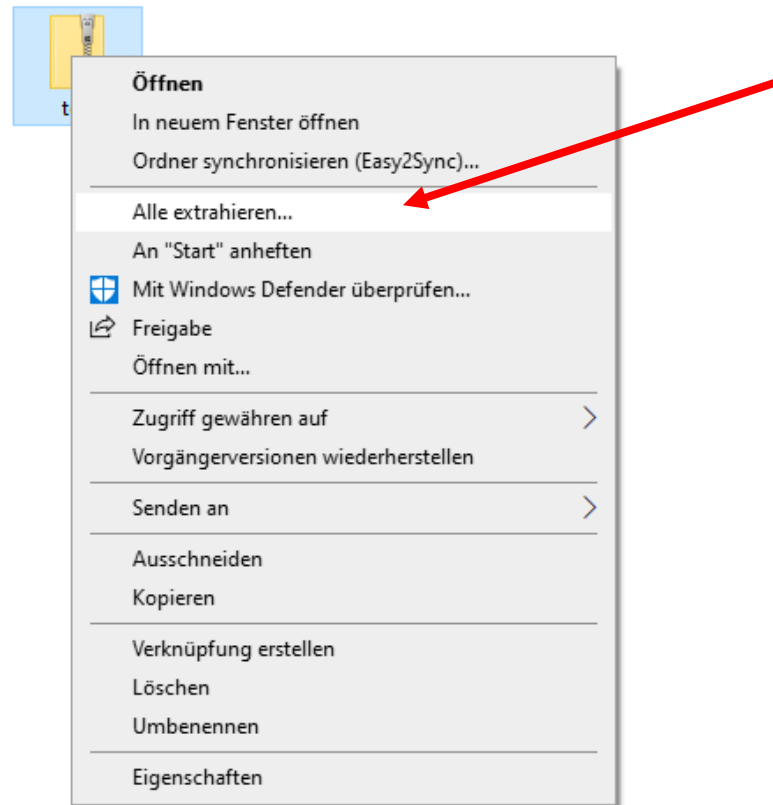 Öffnen
In neuem Fenster öffnen
Ordner synchronisieren (Easy2Sync)...
Alle extrahieren...
An "Start" anheften
Mit Windows Defender überprüfen...
Freigabe
Öffnen mit...
Zugriff gewähren auf
Vorgängerversionen wiederherstellen
Senden an
Ausschneiden
Kopieren
Verknüpfung erstellen
Löschen
Umbenennen
Eigenschaften